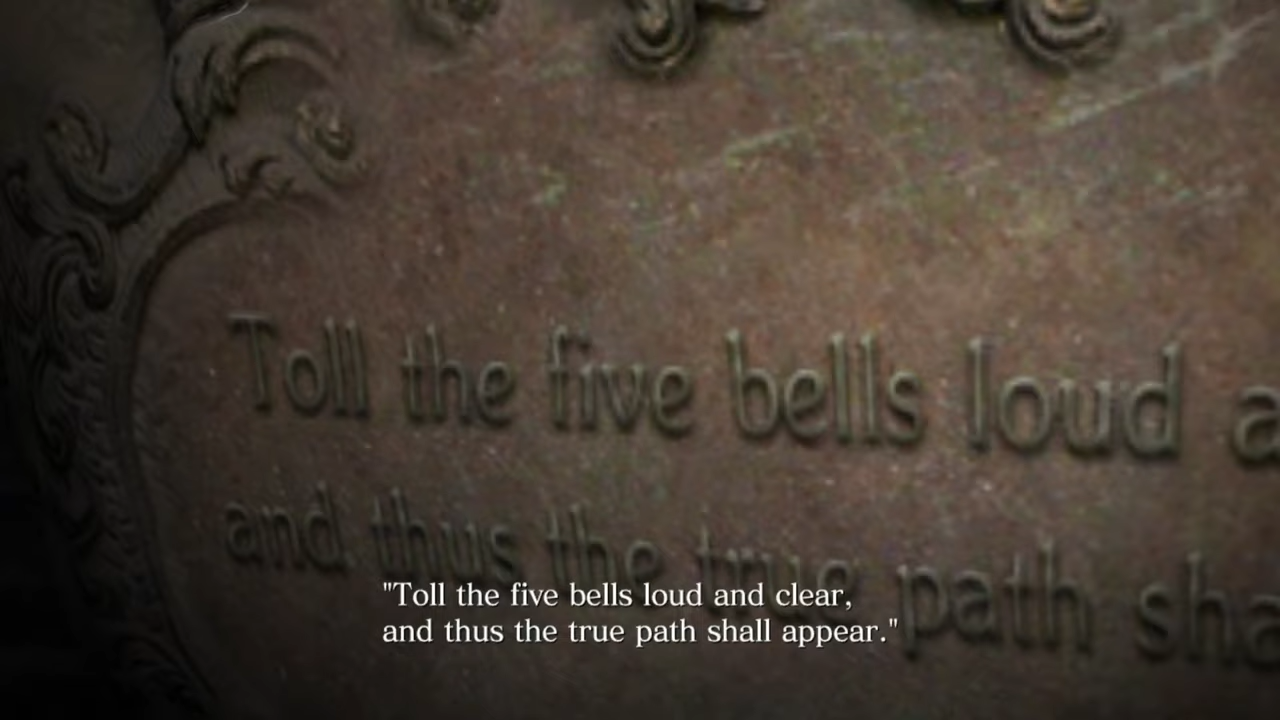 Toll the five bells loud a
and thus the true path sha
"Toll the five bells loud and clear,
and thus the true path shall appear."